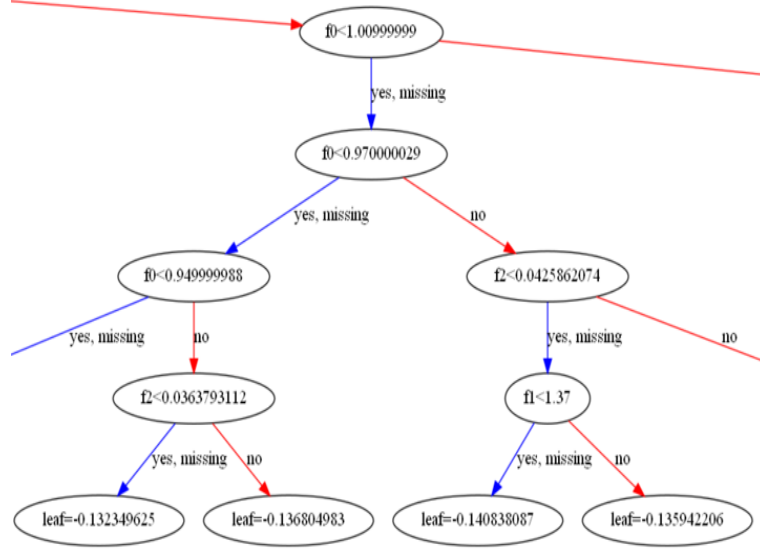 f0<1.00999999
yes, missing
f0<0.970000029
yes, missing
no
f0<0.949999988
f2<0.0425862074
yes, missing
no
yes, missing
no
f2<0.0363793112
f1<1.37
yes, missing
no
yes, missing
no
leaf=-0.132349625
leaf=-0.136804983
leaf=-0.140838087
leaf=-0.135942206